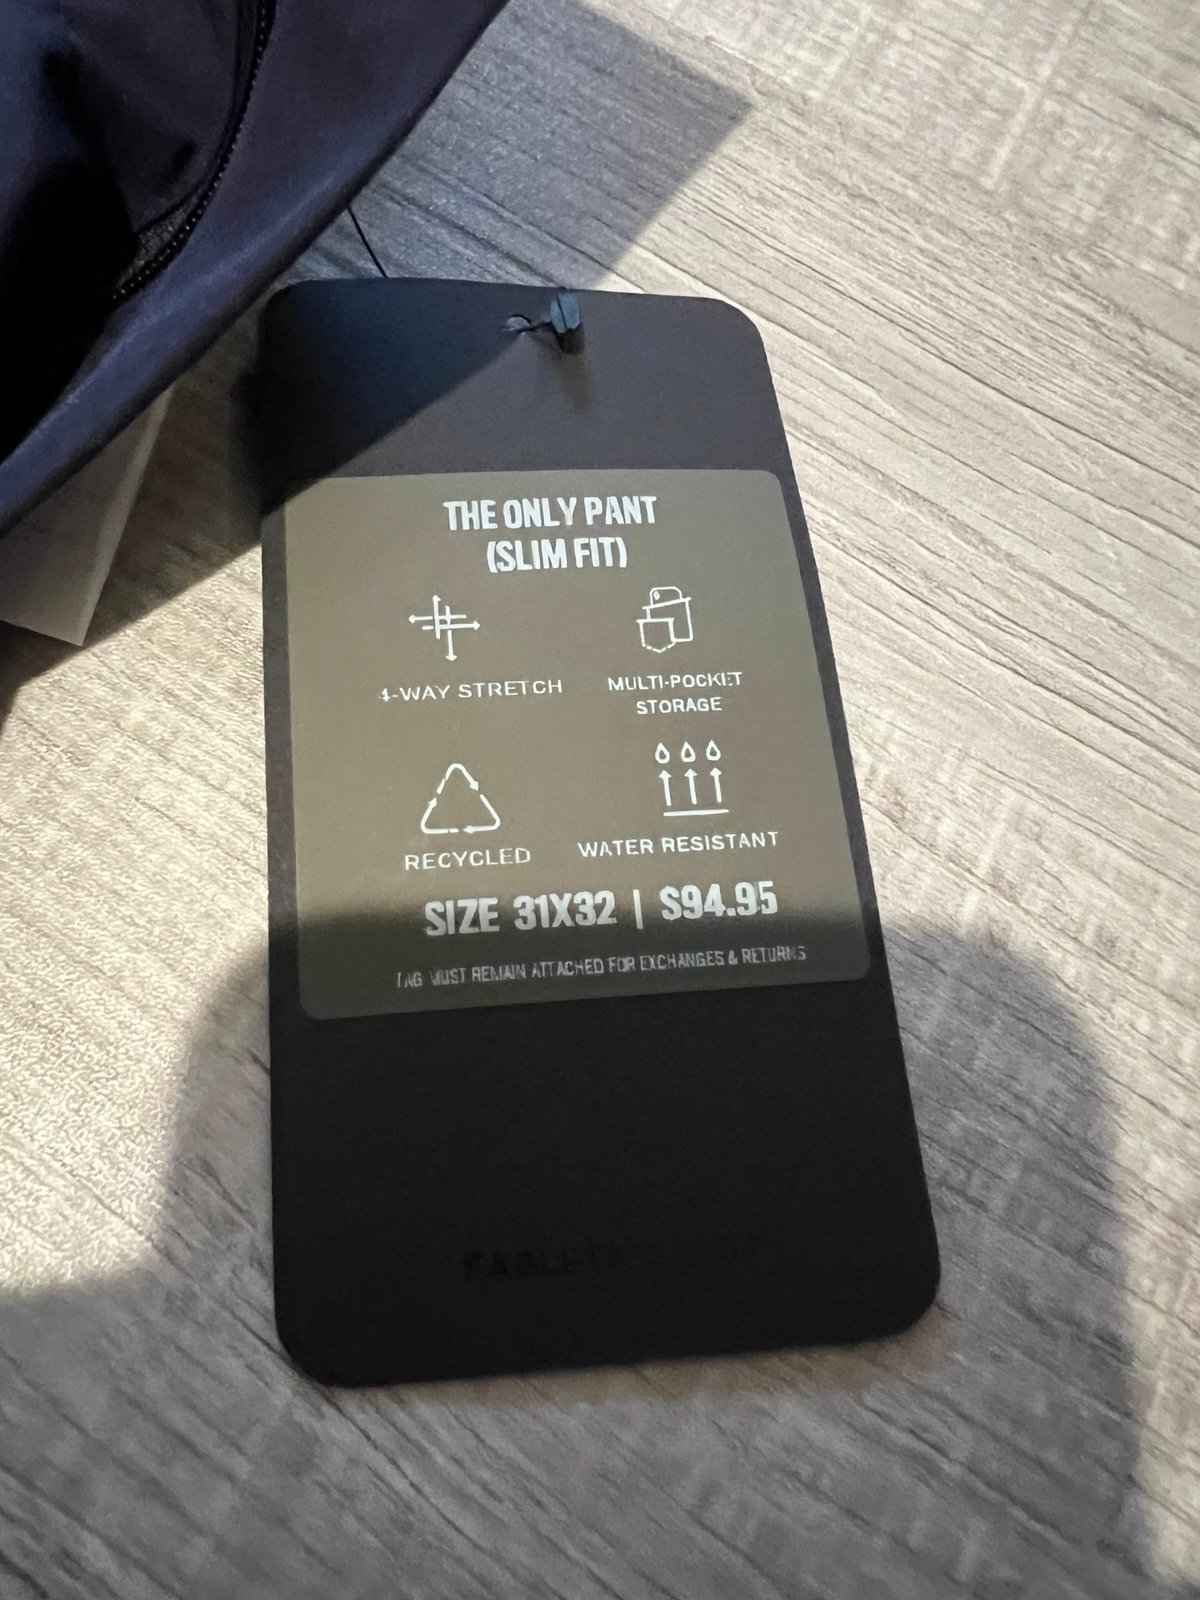 THE ONLY PANT
(SLIM FIT)
4-WAY STRETCH
MULTI-POCKET
STORAGE
RECYCLED
WATER RESISTANT
SIZE 31X32 | $94.95
TAG MUST REMAIN ATTACHED FOR EXCHANGES & RETURNS